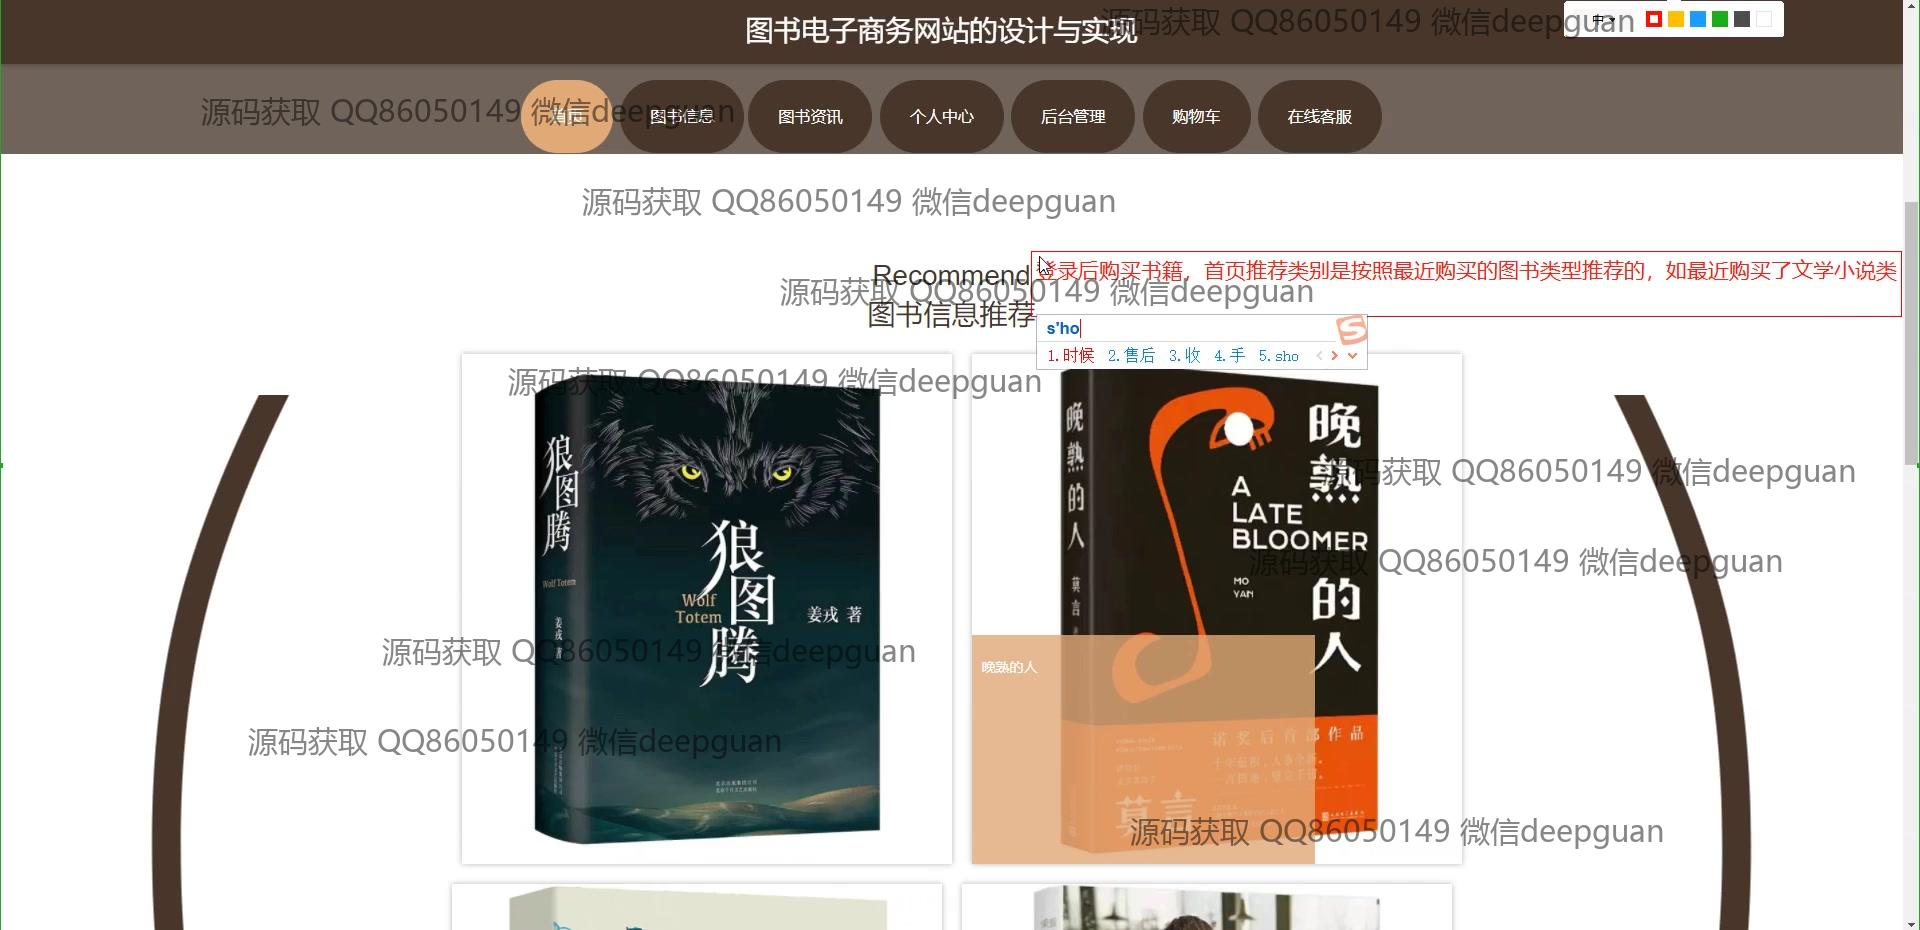 图书电子商务网站的设计与实现
源码获取 QQ86050149 微信deepguan
中
源码获取 QQ86050149 微信deepguan
首页
图书信息
图书资讯
个人中心
后台管理
购物车
在线客服
源码获取 QQ86050149 微信deepguan
登录后购买书籍，首页推荐类别是按照最近购买的图书类型推荐的，如最近购买了文学小说类
Recommend
源码获取 QQ86050149 微信deepguan
图书信息推荐
s'ho
S
1.时候 2.售后 3.收 4.手 5.sho
源码获取 QQ86050149 微信deepguan
狼图腾
Wolf Totem
姜戎 著
狼图腾
Wolf
Totem
姜戎 著
晚熟的人
莫言
晚熟的人
A
LATE
BLOOMER
MO
YAN
源码获取 QQ86050149 微信deepguan
源码获取 QQ86050149 微信deepguan
源码获取 QQ86050149 微信deepguan
晚熟的人
诺奖后首部作品
源码获取 QQ86050149 微信deepguan
莫言
源码获取 QQ86050149 微信deepguan